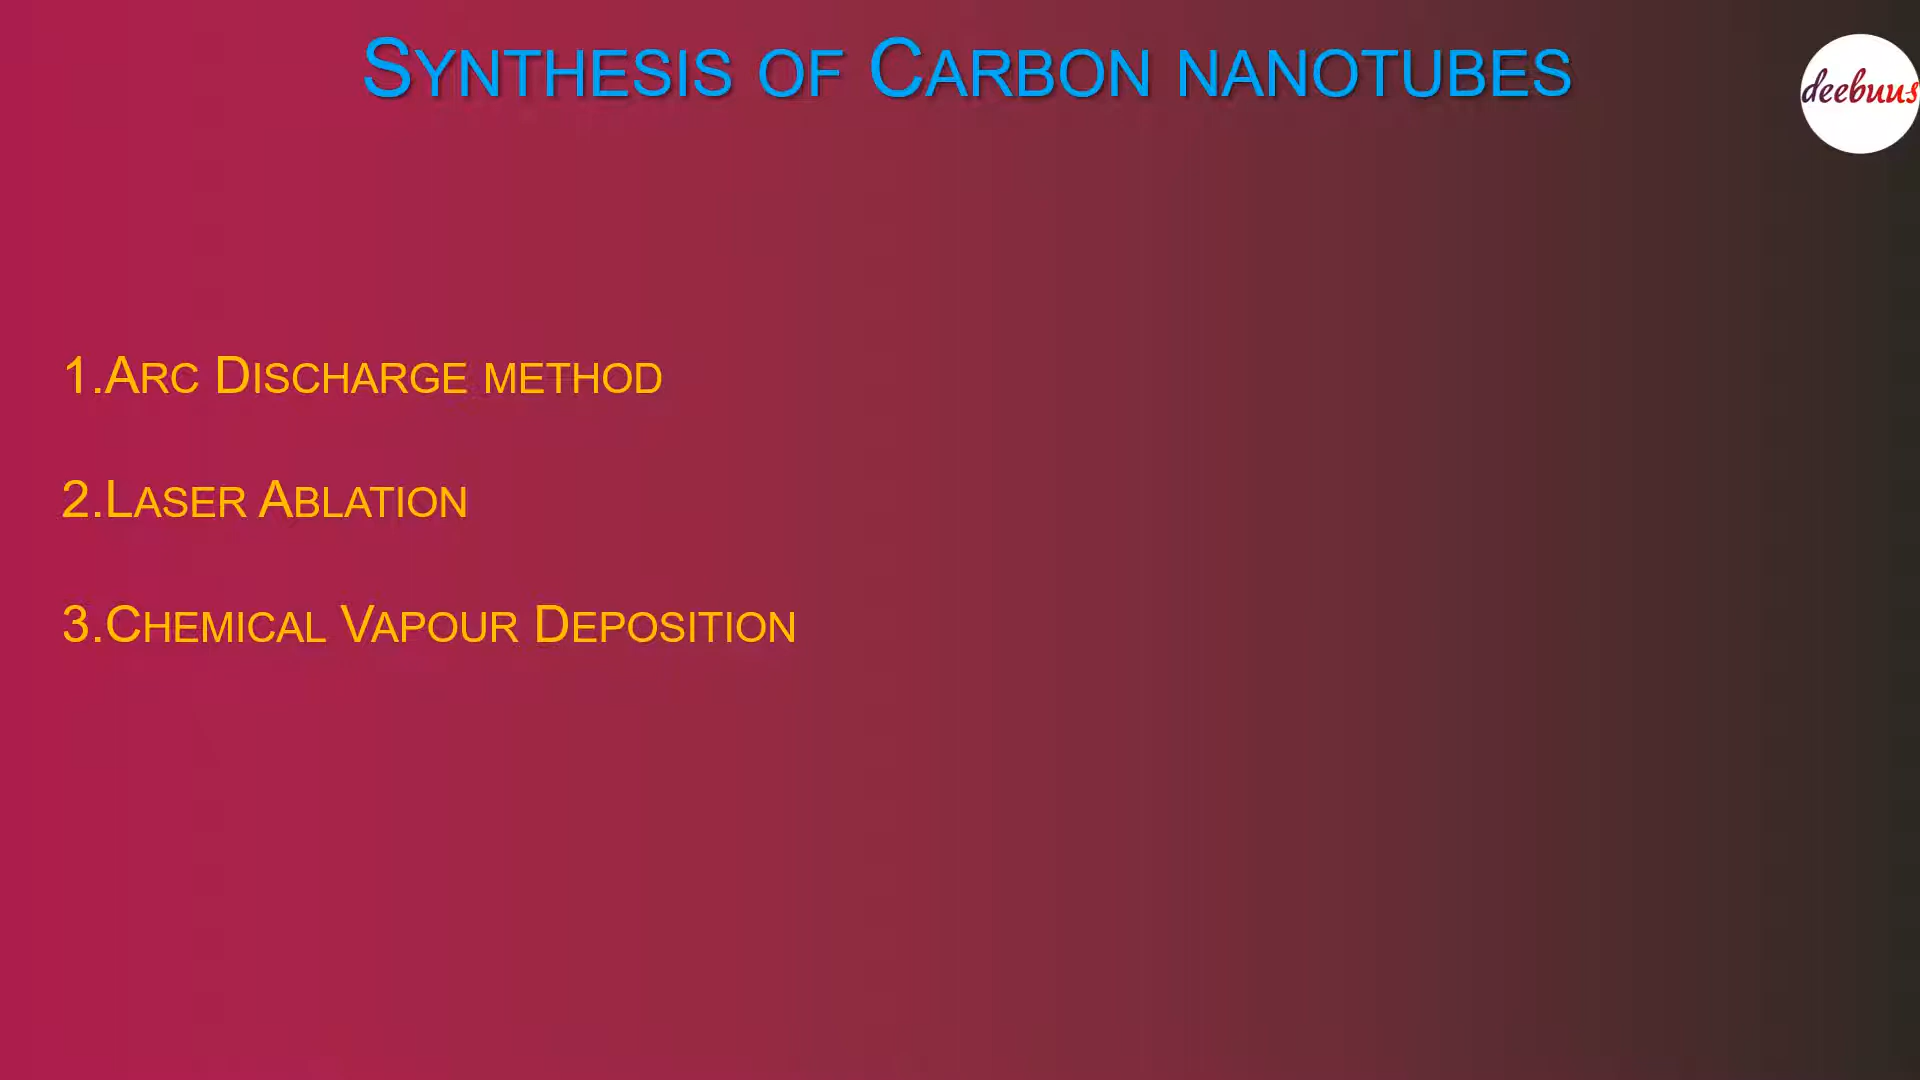 Synthesis of Carbon nanotubes
deebuus
1.Arc Discharge method
2.Laser Ablation
3.Chemical Vapour Deposition